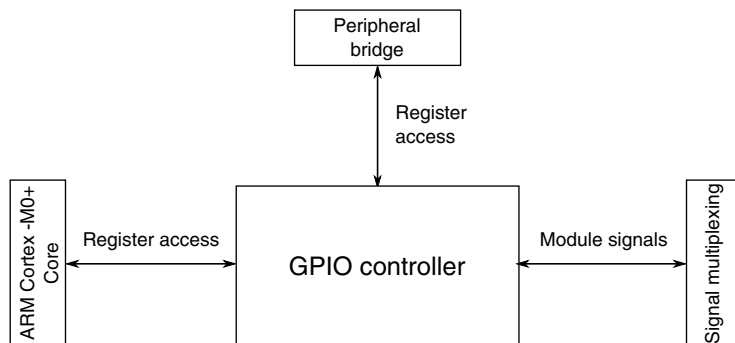 Peripheral
bridge
Register
access
ARM Cortex -M0+
Core
Register access
GPIO controller
Module signals
Signal multiplexing